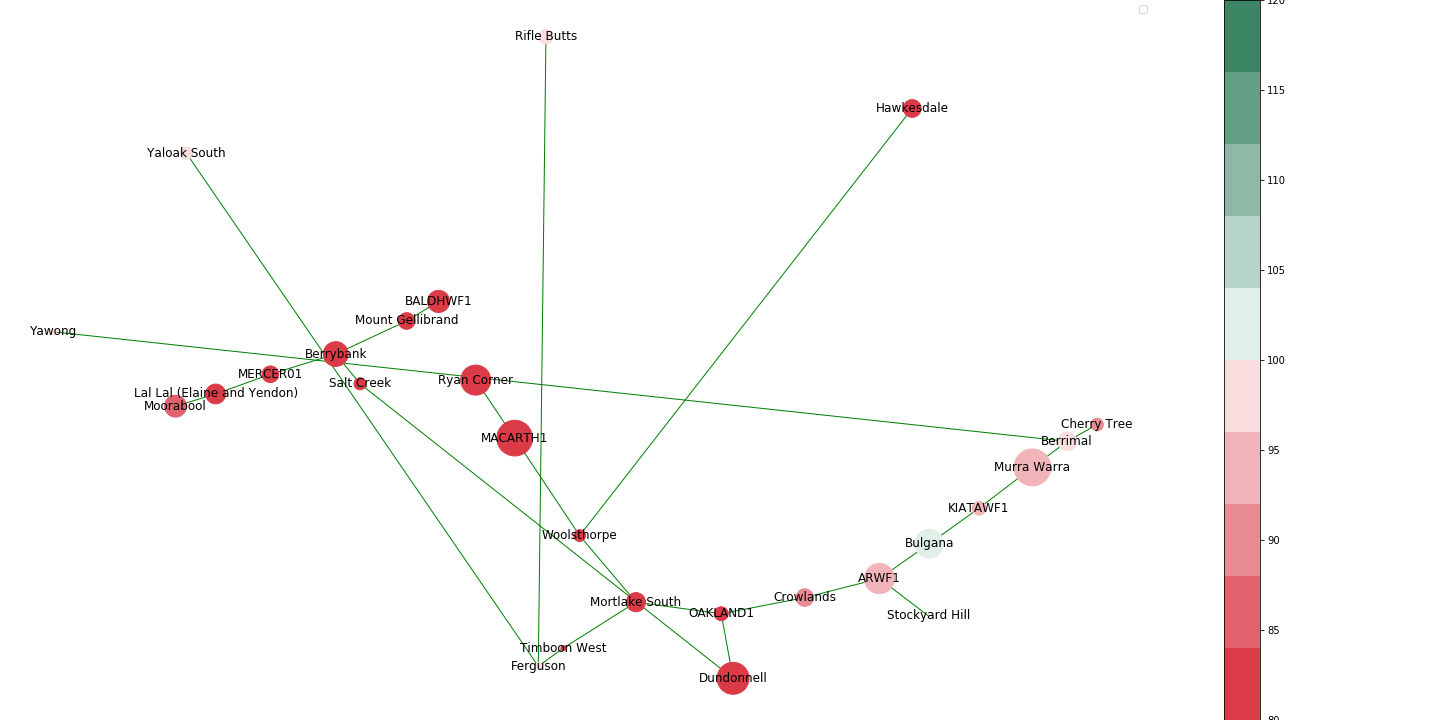 120
Rifle Butts
115
Hawkesdale
Yaloak South
110
105
BALDHWF1
Mount Gellibrand
Yawong
Berrybank
100
MERCER01
Salt Creek
Ryan Corner
Lal Lal (Elaine and Yendon)
Moorabool
Cherry Tree
MACARTH1
Berrimal
95
Murra Warra
KIATAWF1
Woolsthorpe
90
Bulgana
ARWF1
Crowlands
Mortlake South
OAKLAND1
Stockyard Hill
85
Timboon West
Ferguson
Dundonnell
80